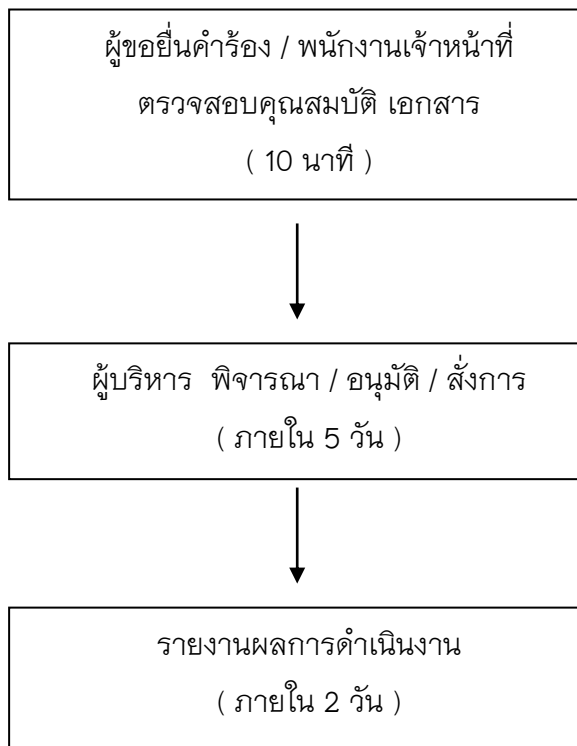 ผู้ขอยื่นคำร้อง / พนักงานเจ้าหน้าที่
ตรวจสอบคุณสมบัติ เอกสาร
( 10 นาที )
ผู้บริหาร พิจารณา / อนุมัติ / สั่งการ
( ภายใน 5 วัน )
รายงานผลการดำเนินงาน
( ภายใน 2 วัน )